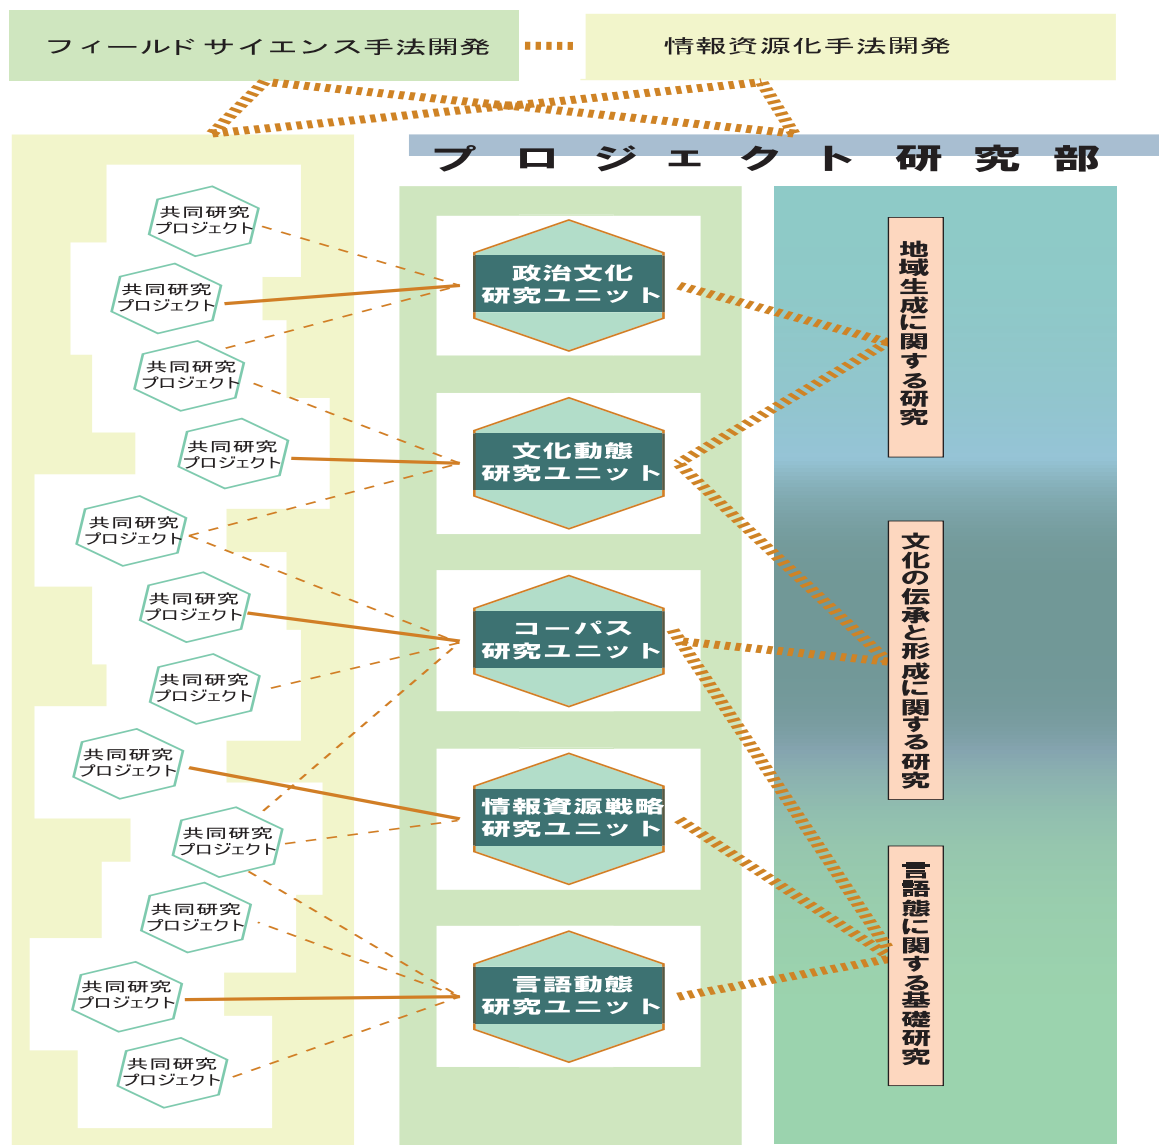 フィールドサイエンス手法開発
情報資源化手法開発
プロジェクト研究部
共同研究
プロジェクト
共同研究
プロジェクト
共同研究
プロジェクト
共同研究
プロジェクト
共同研究
プロジェクト
共同研究
プロジェクト
共同研究
プロジェクト
共同研究
プロジェクト
共同研究
プロジェクト
共同研究
プロジェクト
共同研究
プロジェクト
共同研究
プロジェクト
政治文化
研究ユニット
文化動態
研究ユニット
コーパス
研究ユニット
情報資源戦略
研究ユニット
言語動態
研究ユニット
地域生成に関する研究
文化の伝承と形成に関する研究
言語態に関する基礎研究